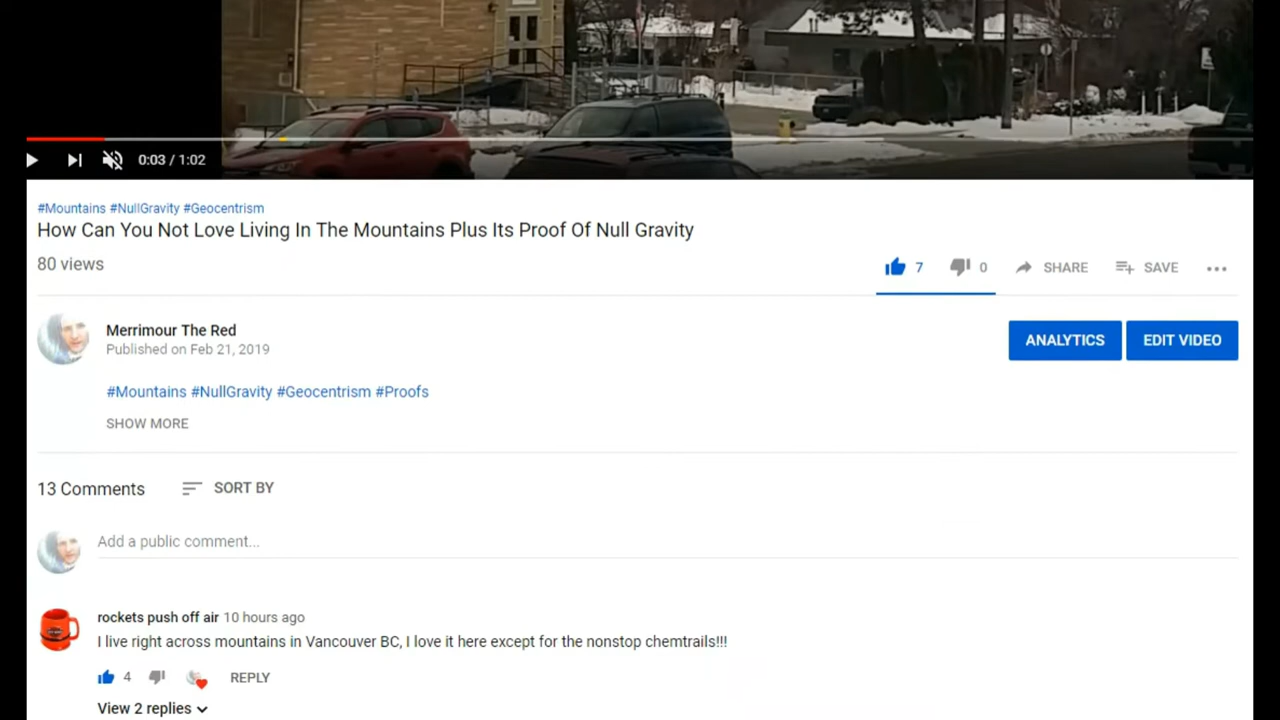 0:03 / 1:02
#Mountains #NullGravity #Geocentrism
How Can You Not Love Living In The Mountains Plus Its Proof Of Null Gravity
80 views
7 0 SHARE SAVE
Merrimour The Red
Published on Feb 21, 2019
ANALYTICS EDIT VIDEO
#Mountains #NullGravity #Geocentrism #Proofs
SHOW MORE
13 Comments SORT BY
Add a public comment...
rockets push off air 10 hours ago
I live right across mountains in Vancouver BC, I love it here except for the nonstop chemtrails!!!
4 REPLY
View 2 replies